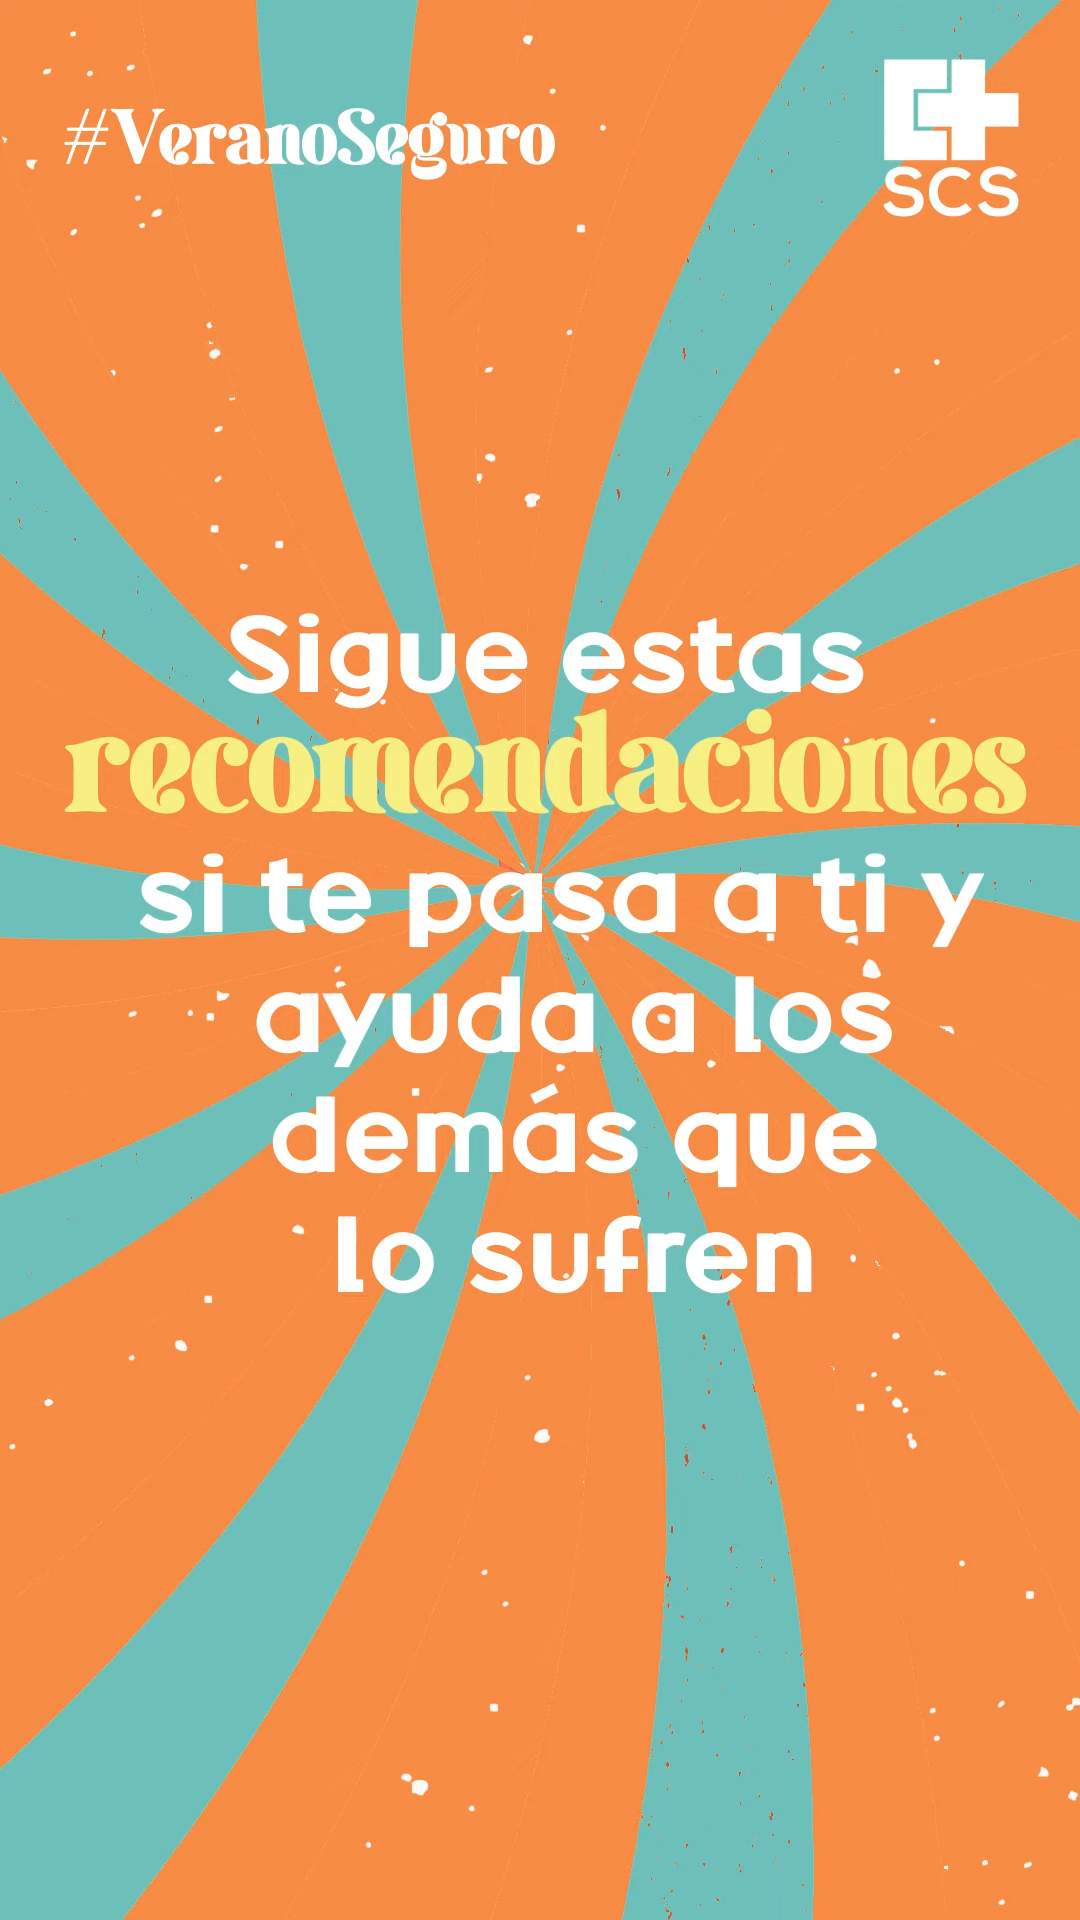 #VeranoSeguro
SCS
Sigue estas
recomendaciones
si te pasa a ti y
ayuda a los
demás que
lo sufren